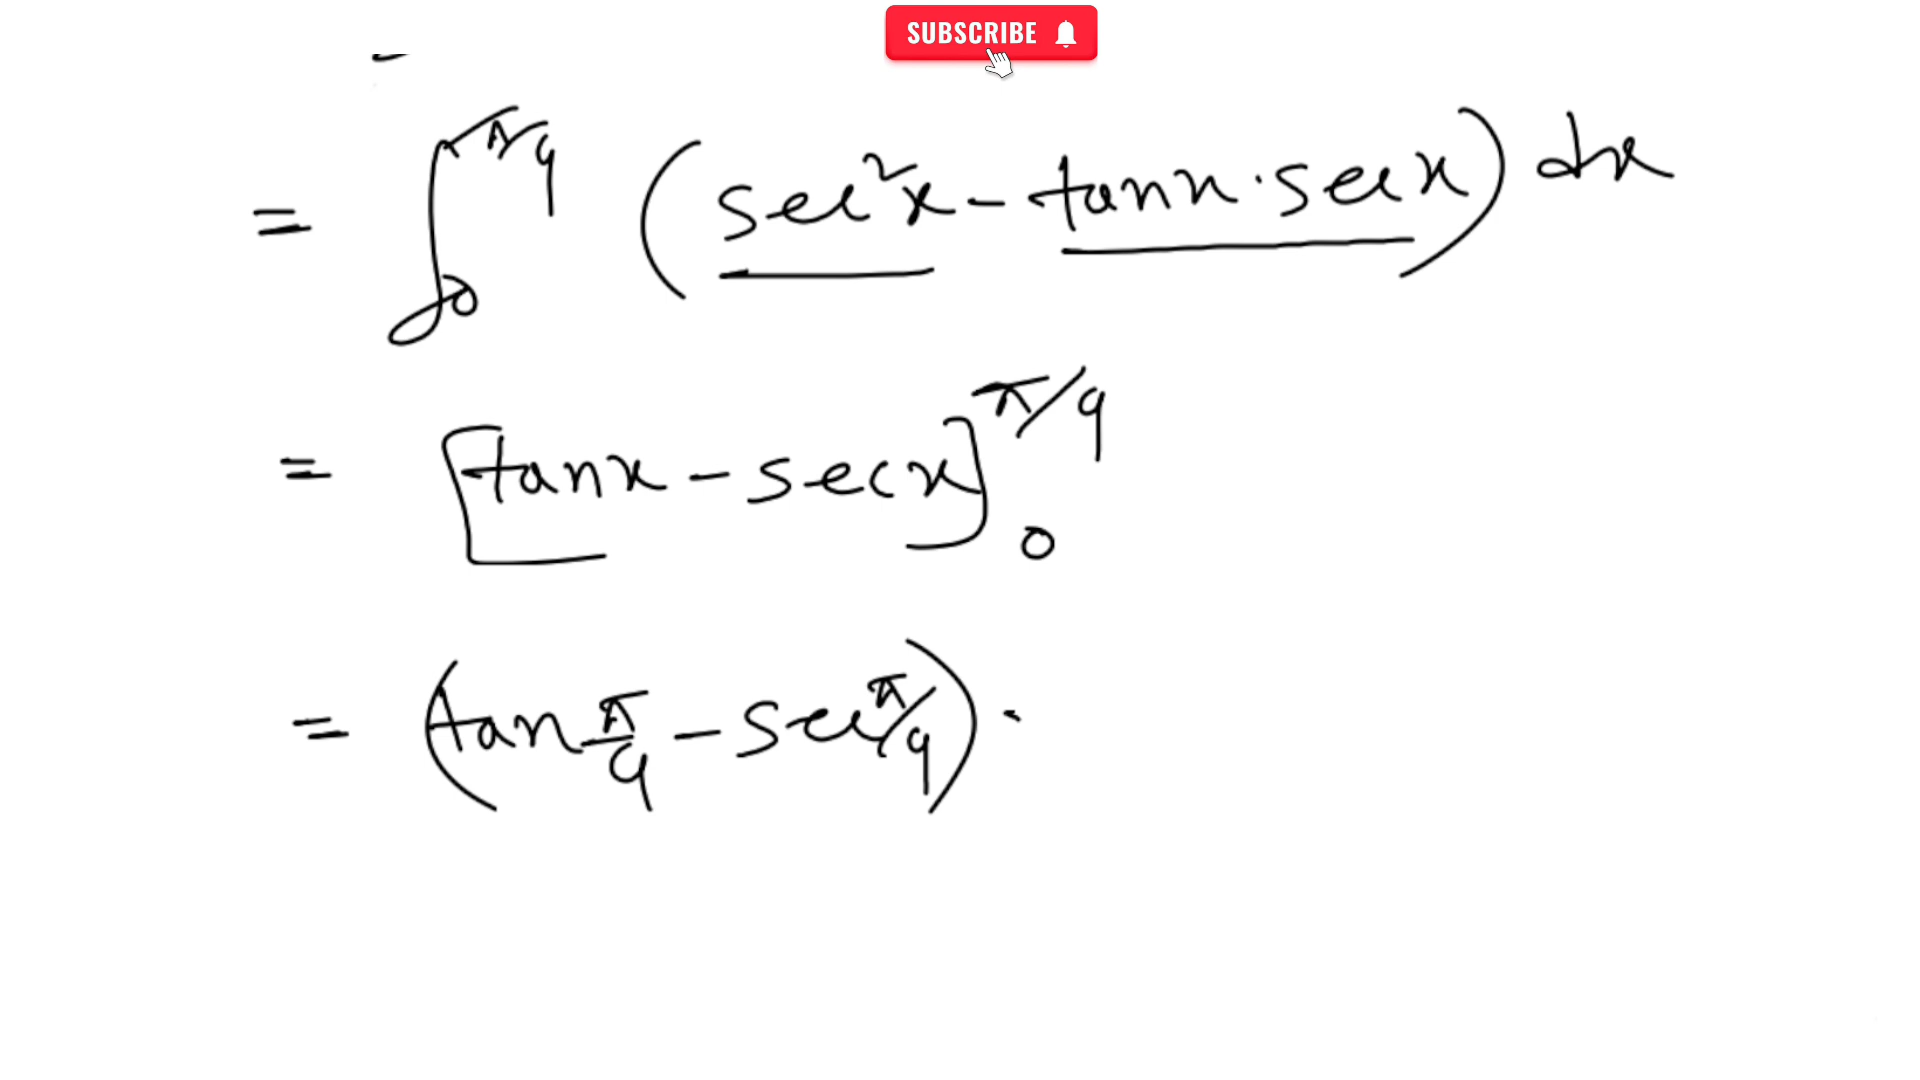 SUBSCRIBE
= ∫₀^π/4 (sec²x - tanx·secx) dx
= [tanx - secx]₀^π/4
= (tan π/4 - sec π/4) -